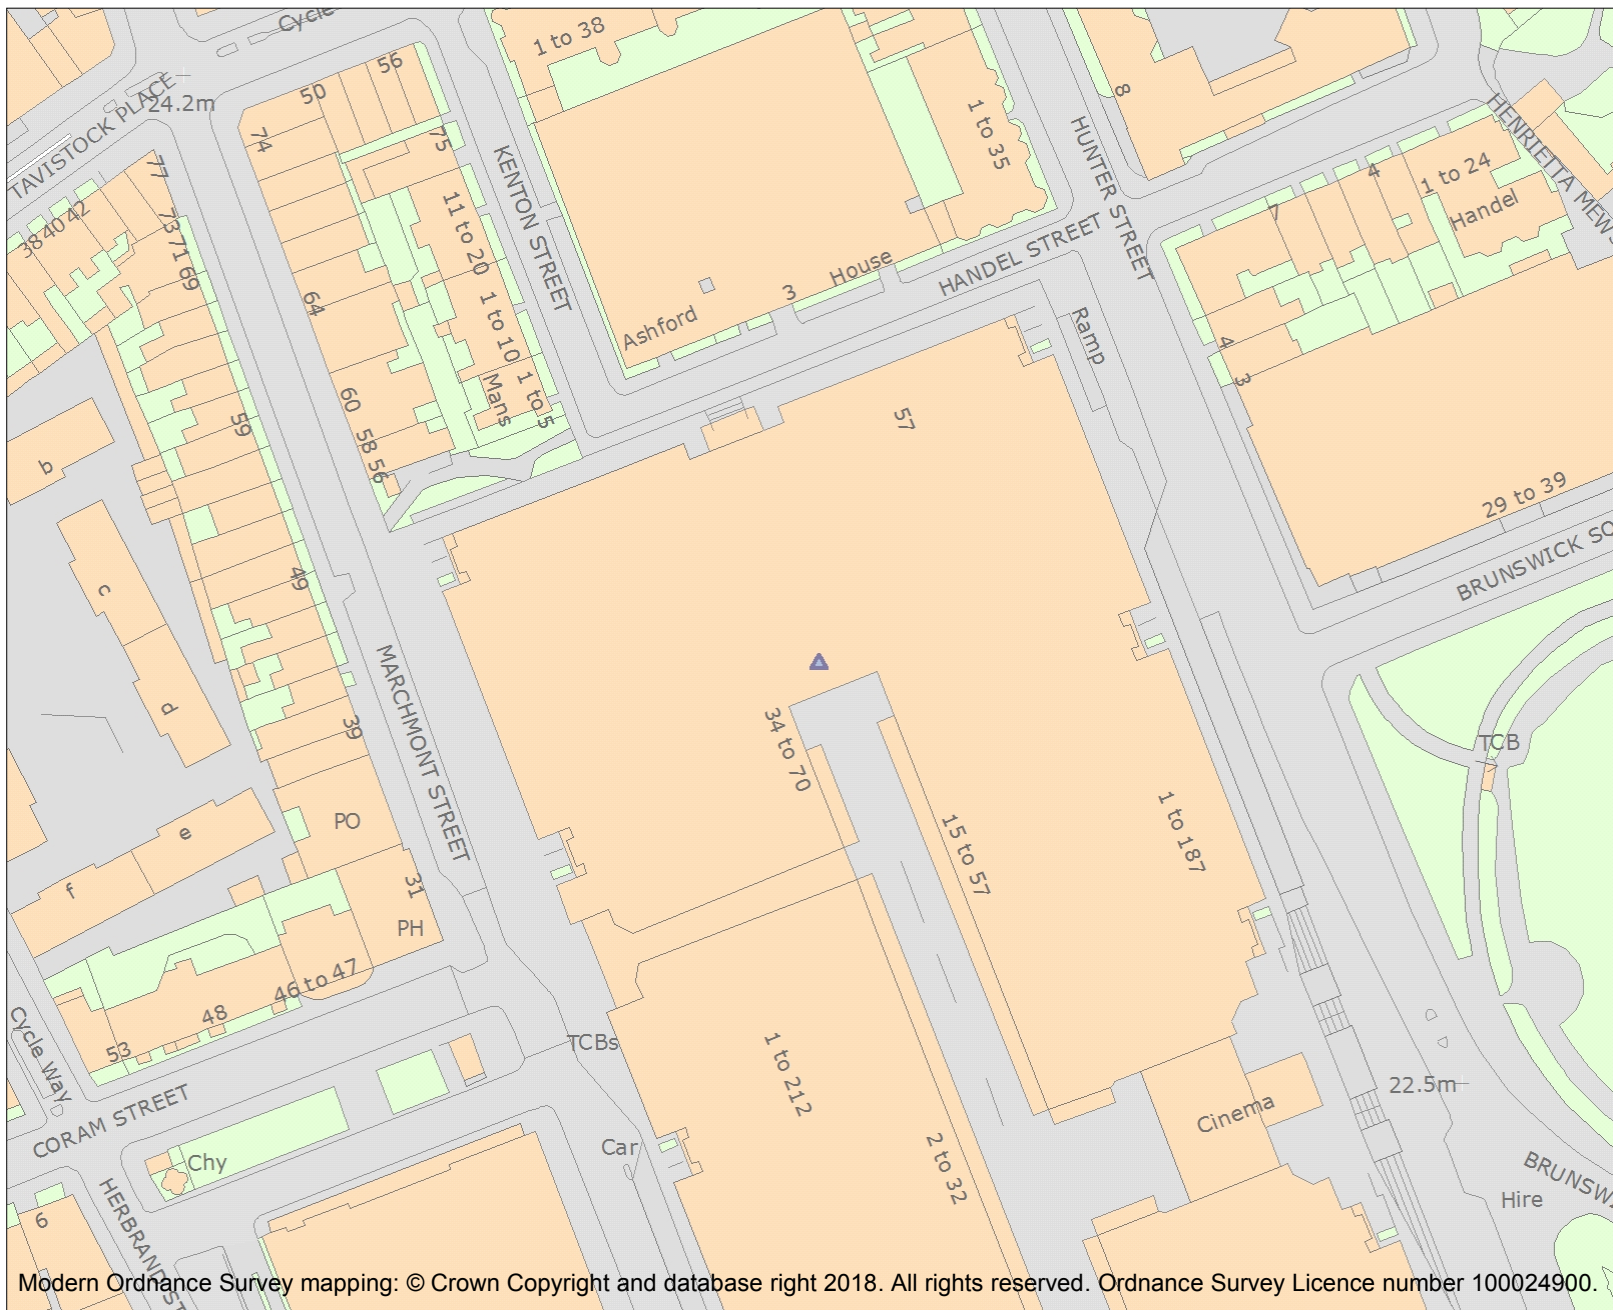 Cycle
1 to 38
56
50
TAVISTOCK PLACE
24.2m
74
75
77
KENTON STREET
1 to 35
8
HUNTER STREET
HENRIETTA MEWS
4
1 to 24
Handel
7
38 40 42
73 71 69
11 to 20
64
1 to 10
1 to 5
Mans
Ashford
3
House
HANDEL STREET
Ramp
4
3
60
58 56
59
57
b
29 to 39
BRUNSWICK SQ
c
49
d
MARCHMONT STREET
39
34 to 70
TCB
PO
15 to 57
1 to 187
e
f
31
PH
46 to 47
48
53
Cycle Way
TCBs
1 to 212
22.5m
Cinema
CORAM STREET
Car
2 to 32
Chy
BRUNSW
Hire
HERBRAND ST
6
Modern Ordnance Survey mapping: © Crown Copyright and database right 2018. All rights reserved. Ordnance Survey Licence number 100024900.